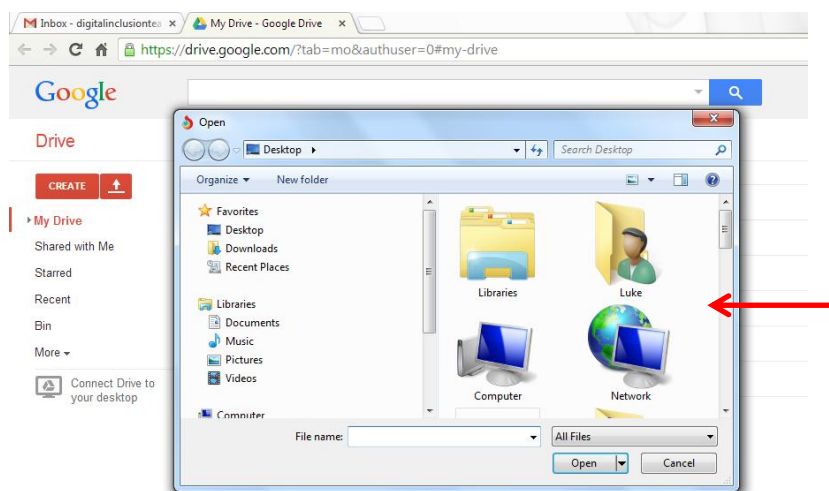 Inbox - digitalinclusiontea
My Drive - Google Drive
https://drive.google.com/?tab=mo&authuser=0#my-drive
Google
Drive
CREATE
My Drive
Shared with Me
Starred
Recent
Bin
More
Connect Drive to
your desktop
Open
Desktop
Search Desktop
Organize
New folder
Favorites
Desktop
Downloads
Recent Places
Libraries
Documents
Music
Pictures
Videos
Computer
Libraries
Luke
Computer
Network
File name:
All Files
Open
Cancel